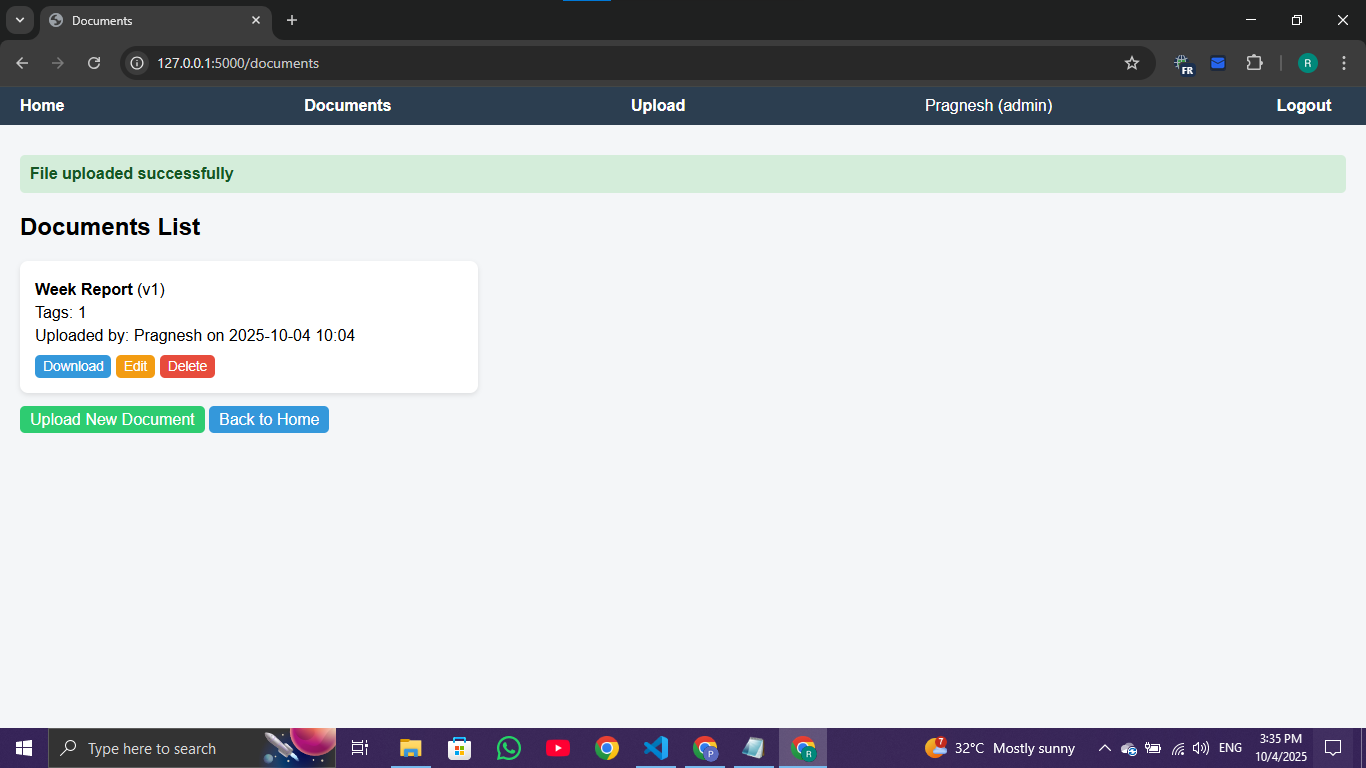 Documents
127.0.0.1:5000/documents
FR
R
Home Documents Upload Pragnesh (admin) Logout
File uploaded successfully
Documents List
Week Report (v1)
Tags: 1
Uploaded by: Pragnesh on 2025-10-04 10:04
Download Edit Delete
Upload New Document Back to Home
Type here to search
P
R
7
32°C Mostly sunny
ENG
3:35 PM
10/4/2025